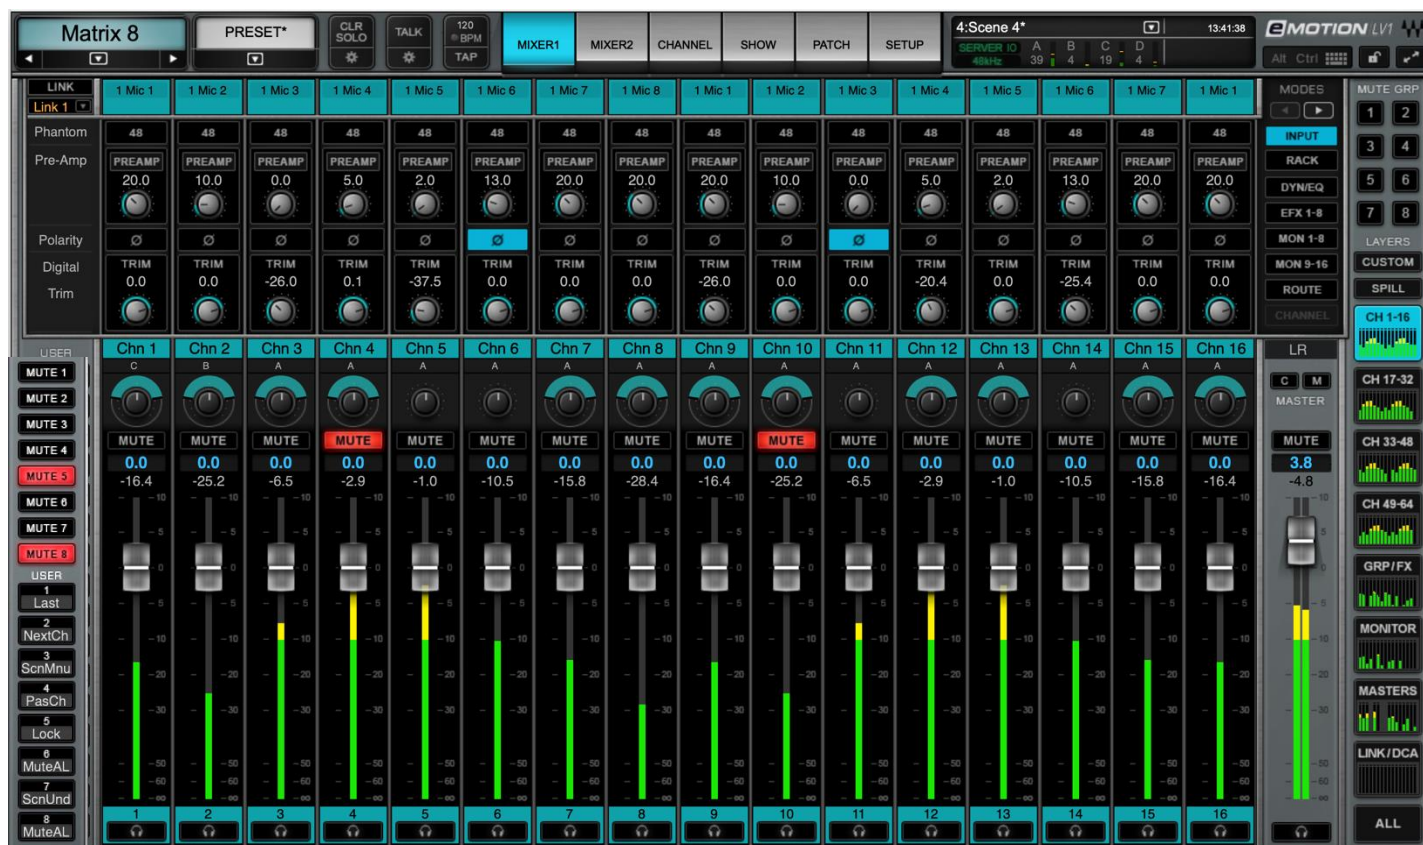 Matrix 8 PRESET* CLR SOLO TALK 120 BPM TAP MIXER1 MIXER2 CHANNEL SHOW PATCH SETUP 4:Scene 4* 13:41:38 eMOTION LV1
SERVER IO A B C D
48kHz 39 4 19 4 Alt Ctrl
LINK 1 Mic 1 1 Mic 2 1 Mic 3 1 Mic 4 1 Mic 5 1 Mic 6 1 Mic 7 1 Mic 8 1 Mic 1 1 Mic 2 1 Mic 3 1 Mic 4 1 Mic 5 1 Mic 6 1 Mic 7 1 Mic 1 MODES MUTE GRP
Link 1 1 2
Phantom 48 48 48 48 48 48 48 48 48 48 48 48 48 48 48 48 INPUT
Pre-Amp PREAMP PREAMP PREAMP PREAMP PREAMP PREAMP PREAMP PREAMP PREAMP PREAMP PREAMP PREAMP PREAMP PREAMP PREAMP PREAMP RACK 3 4
20.0 10.0 0.0 5.0 2.0 13.0 20.0 20.0 20.0 10.0 0.0 5.0 2.0 13.0 20.0 20.0 DYN/EQ 5 6
EFX 1-8 7 8
Polarity Ø Ø Ø Ø Ø Ø Ø Ø Ø Ø Ø Ø Ø Ø Ø Ø MON 1-8 LAYERS
Digital TRIM TRIM TRIM TRIM TRIM TRIM TRIM TRIM TRIM TRIM TRIM TRIM TRIM TRIM TRIM TRIM MON 9-16 CUSTOM
Trim 0.0 0.0 -26.0 0.1 -37.5 0.0 0.0 0.0 -26.0 0.0 0.0 -20.4 0.0 -25.4 0.0 0.0 ROUTE SPILL
CHANNEL CH 1-16
USER Chn 1 Chn 2 Chn 3 Chn 4 Chn 5 Chn 6 Chn 7 Chn 8 Chn 9 Chn 10 Chn 11 Chn 12 Chn 13 Chn 14 Chn 15 Chn 16 LR
C B A A A A A A A A A A A A A A
MUTE 1 C M CH 17-32
MUTE 2 MASTER
MUTE 3
MUTE 4 MUTE MUTE MUTE MUTE MUTE MUTE MUTE MUTE MUTE MUTE MUTE MUTE MUTE MUTE MUTE MUTE MUTE CH 33-48
0.0 0.0 0.0 0.0 0.0 0.0 0.0 0.0 0.0 0.0 0.0 0.0 0.0 0.0 0.0 0.0 3.8
MUTE 5 -16.4 -25.2 -6.5 -2.9 -1.0 -10.5 -15.8 -28.4 -16.4 -25.2 -6.5 -2.9 -1.0 -10.5 -15.8 -16.4 -4.8
MUTE 6 CH 49-64
MUTE 7
MUTE 8
USER GRP/FX
1
Last
2
NextCh MONITOR
3
ScnMnu
4
PasCh MASTERS
5
Lock
6
MuteAL LINK/DCA
7
ScnUnd
8 1 2 3 4 5 6 7 8 9 10 11 12 13 14 15 16
MuteAL ALL